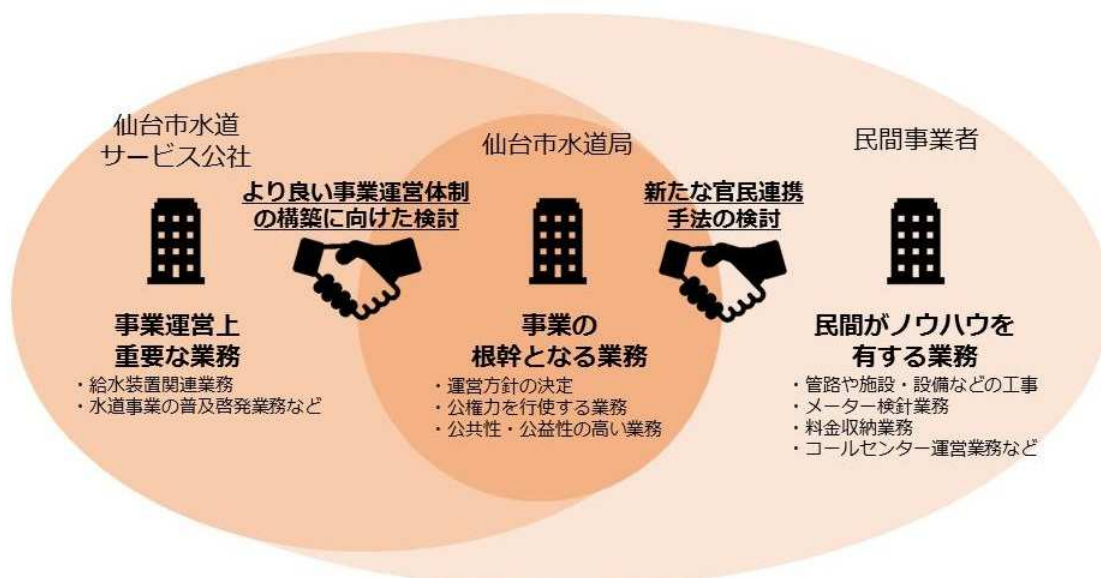 仙台市水道
サービス公社
より良い事業運営体制
の構築に向けた検討
事業運営上
重要な業務
・給水装置関連業務
・水道事業の普及啓発業務など
仙台市水道局
事業の
根幹となる業務
・運営方針の決定
・公権力を行使する業務
・公共性・公益性の高い業務
新たな官民連携
手法の検討
民間事業者
民間がノウハウを
有する業務
・管路や施設・設備などの工事
・メーター検針業務
・料金収納業務
・コールセンター運営業務など